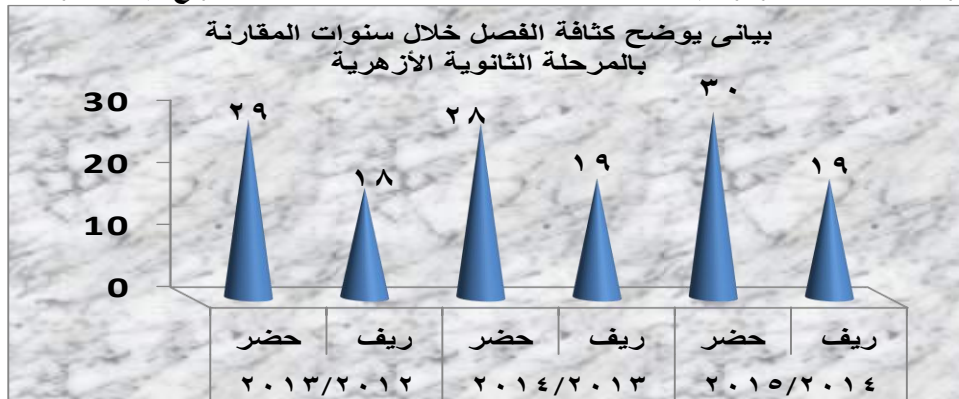 بيانى يوضح كثافة الفصل خلال سنوات المقارنة
بالمرحلة الثانوية الأزهرية
30
20
10
0
٢٩
١٨
٢٨
١٩
٣٠
١٩
حضر ريف حضر ريف حضر ريف
٢٠١٣/٢٠١٢ ٢٠١٤/٢٠١٣ ٢٠١٥/٢٠١٤